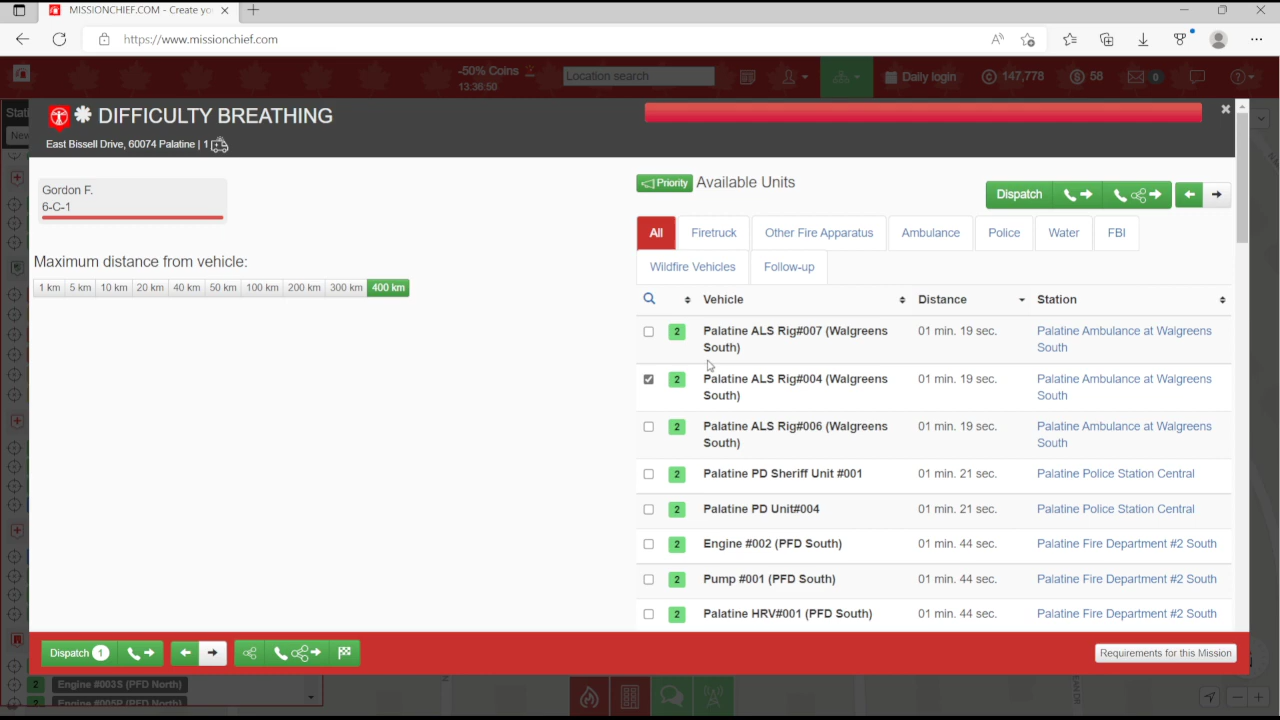 MISSIONCHIEF.COM - Create yo
https://www.missionchief.com
-50% Coins
13:36:50
Location search
Daily login
147,778
58
0
DIFFICULTY BREATHING
East Bissell Drive, 60074 Palatine | 1
Gordon F.
6-C-1
Maximum distance from vehicle:
1 km 5 km 10 km 20 km 40 km 50 km 100 km 200 km 300 km 400 km
Priority Available Units
Dispatch
All Firetruck Other Fire Apparatus Ambulance Police Water FBI
Wildfire Vehicles Follow-up
Vehicle Distance Station
2 Palatine ALS Rig#007 (Walgreens South) 01 min. 19 sec. Palatine Ambulance at Walgreens South
2 Palatine ALS Rig#004 (Walgreens South) 01 min. 19 sec. Palatine Ambulance at Walgreens South
2 Palatine ALS Rig#006 (Walgreens South) 01 min. 19 sec. Palatine Ambulance at Walgreens South
2 Palatine PD Sheriff Unit #001 01 min. 21 sec. Palatine Police Station Central
2 Palatine PD Unit#004 01 min. 21 sec. Palatine Police Station Central
2 Engine #002 (PFD South) 01 min. 44 sec. Palatine Fire Department #2 South
2 Pump #001 (PFD South) 01 min. 44 sec. Palatine Fire Department #2 South
2 Palatine HRV#001 (PFD South) 01 min. 44 sec. Palatine Fire Department #2 South
Dispatch 1
Requirements for this Mission
2 Engine #003S (PFD North)
2 Engine #005P (PFD North)